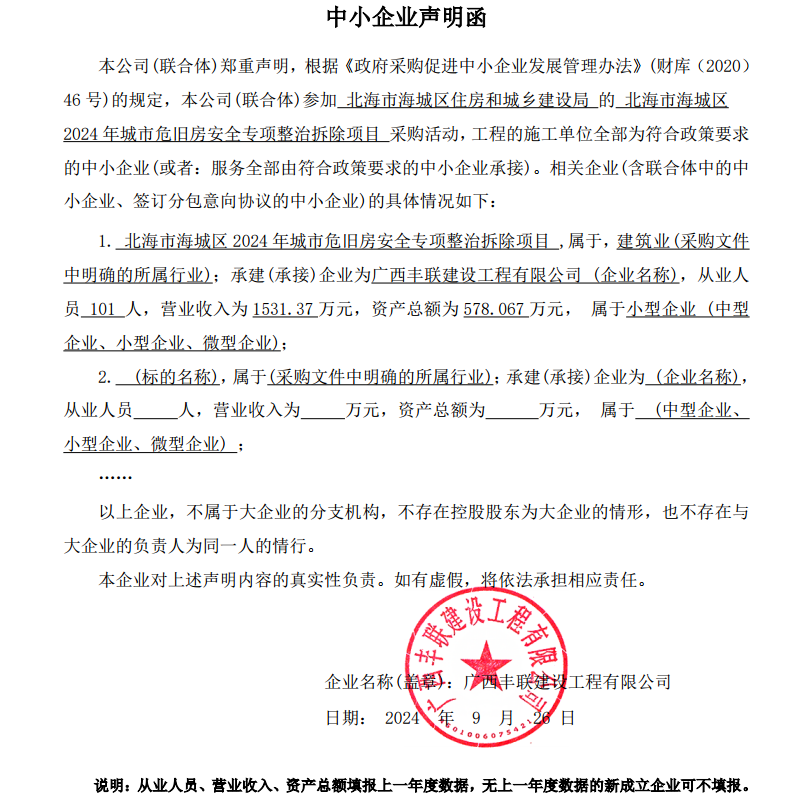 中小企业声明函
本公司(联合体)郑重声明，根据《政府采购促进中小企业发展管理办法》(财库（2020）
46 号)的规定，本公司(联合体)参加 北海市海城区住房和城乡建设局 的 北海市海城区
2024 年城市危旧房安全专项整治拆除项目 采购活动，工程的施工单位全部为符合政策要求
的中小企业(或者：服务全部由符合政策要求的中小企业承接)。相关企业(含联合体中的中
小企业、签订分包意向协议的中小企业)的具体情况如下：
1. 北海市海城区 2024 年城市危旧房安全专项整治拆除项目 ,属于，建筑业(采购文件
中明确的所属行业)；承建(承接)企业为广西丰联建设工程有限公司 (企业名称)，从业人
员 101 人，营业收入为 1531.37 万元，资产总额为 578.067 万元， 属于小型企业 (中型
企业、小型企业、微型企业)；
2. (标的名称)，属于(采购文件中明确的所属行业)；承建(承接)企业为 (企业名称)，
从业人员_____人，营业收入为_____万元，资产总额为______万元， 属于 (中型企业、
小型企业、微型企业) ；
……
以上企业，不属于大企业的分支机构，不存在控股股东为大企业的情形，也不存在与
大企业的负责人为同一人的情行。
本企业对上述声明内容的真实性负责。如有虚假，将依法承担相应责任。
广西丰联建设工程有限公司
企业名称(盖章)：广西丰联建设工程有限公司
日期： 2024 年 9 月 26 日
说明：从业人员、营业收入、资产总额填报上一年度数据，无上一年度数据的新成立企业可不填报。